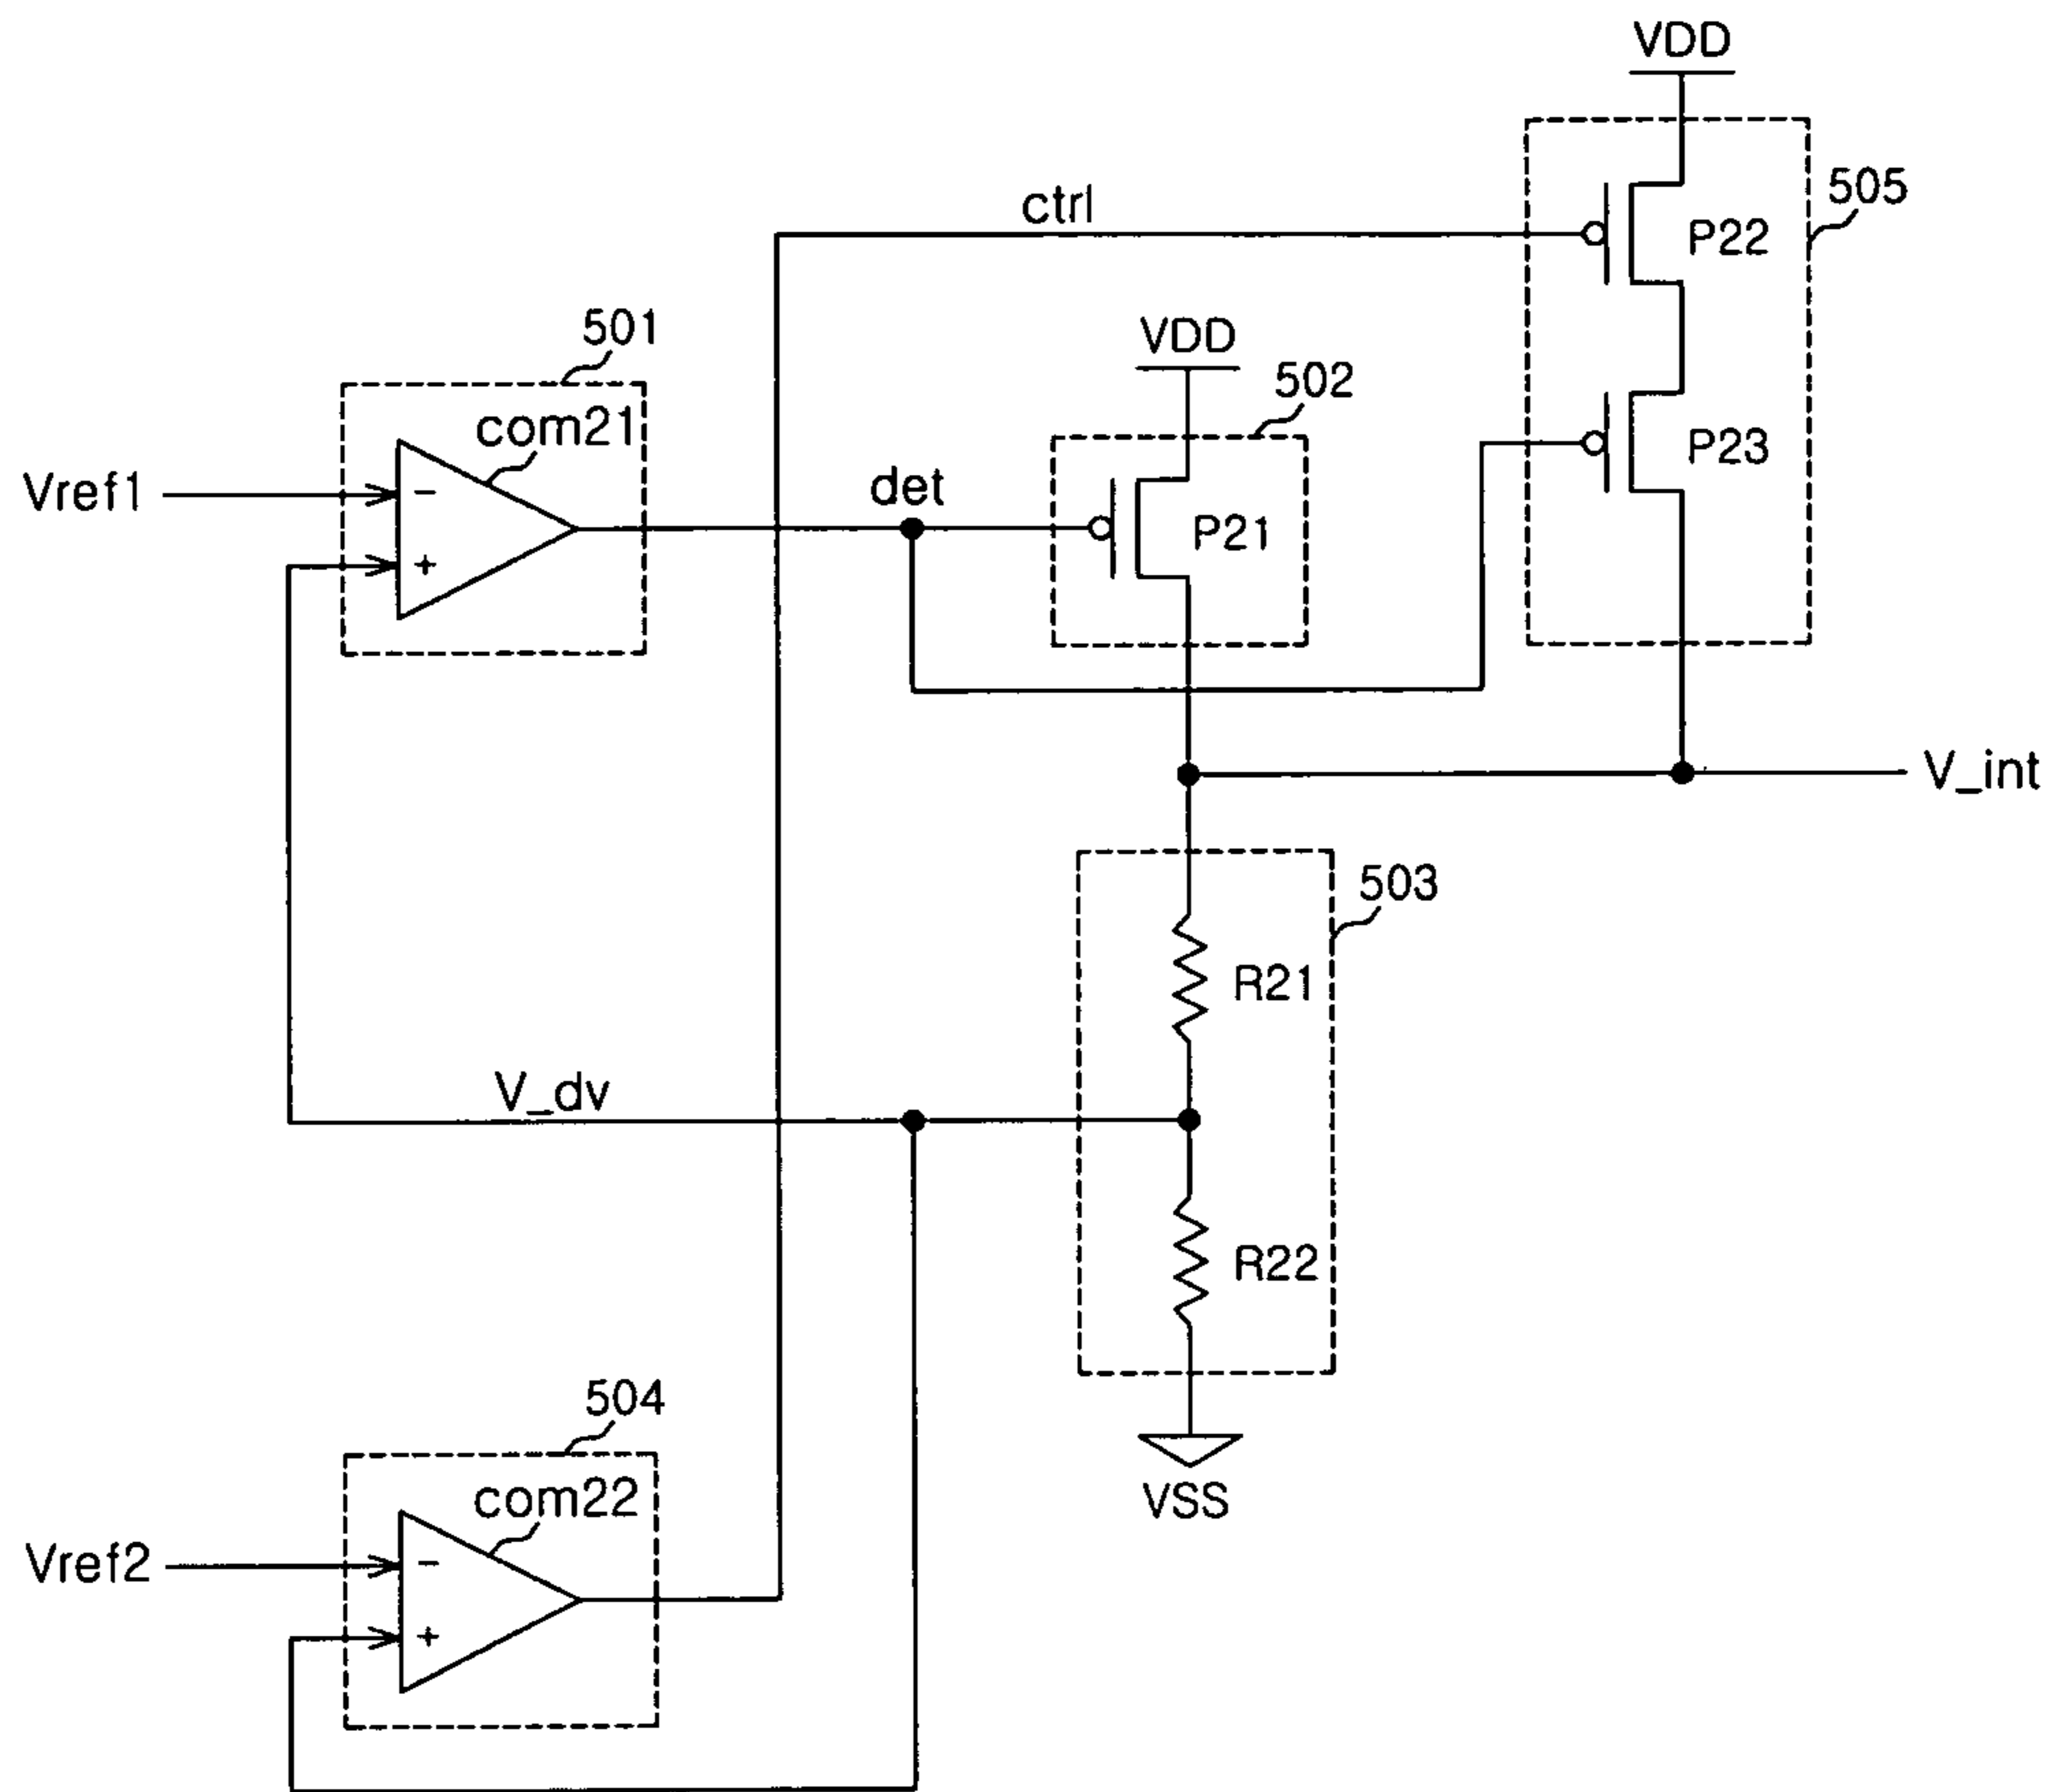 VDD
505
ctrl
P22
501
VDD
502
com21
P23
Vref1
-
det
P21
+
V_int
503
R21
V_dv
R22
504
com22
VSS
Vref2
-
+